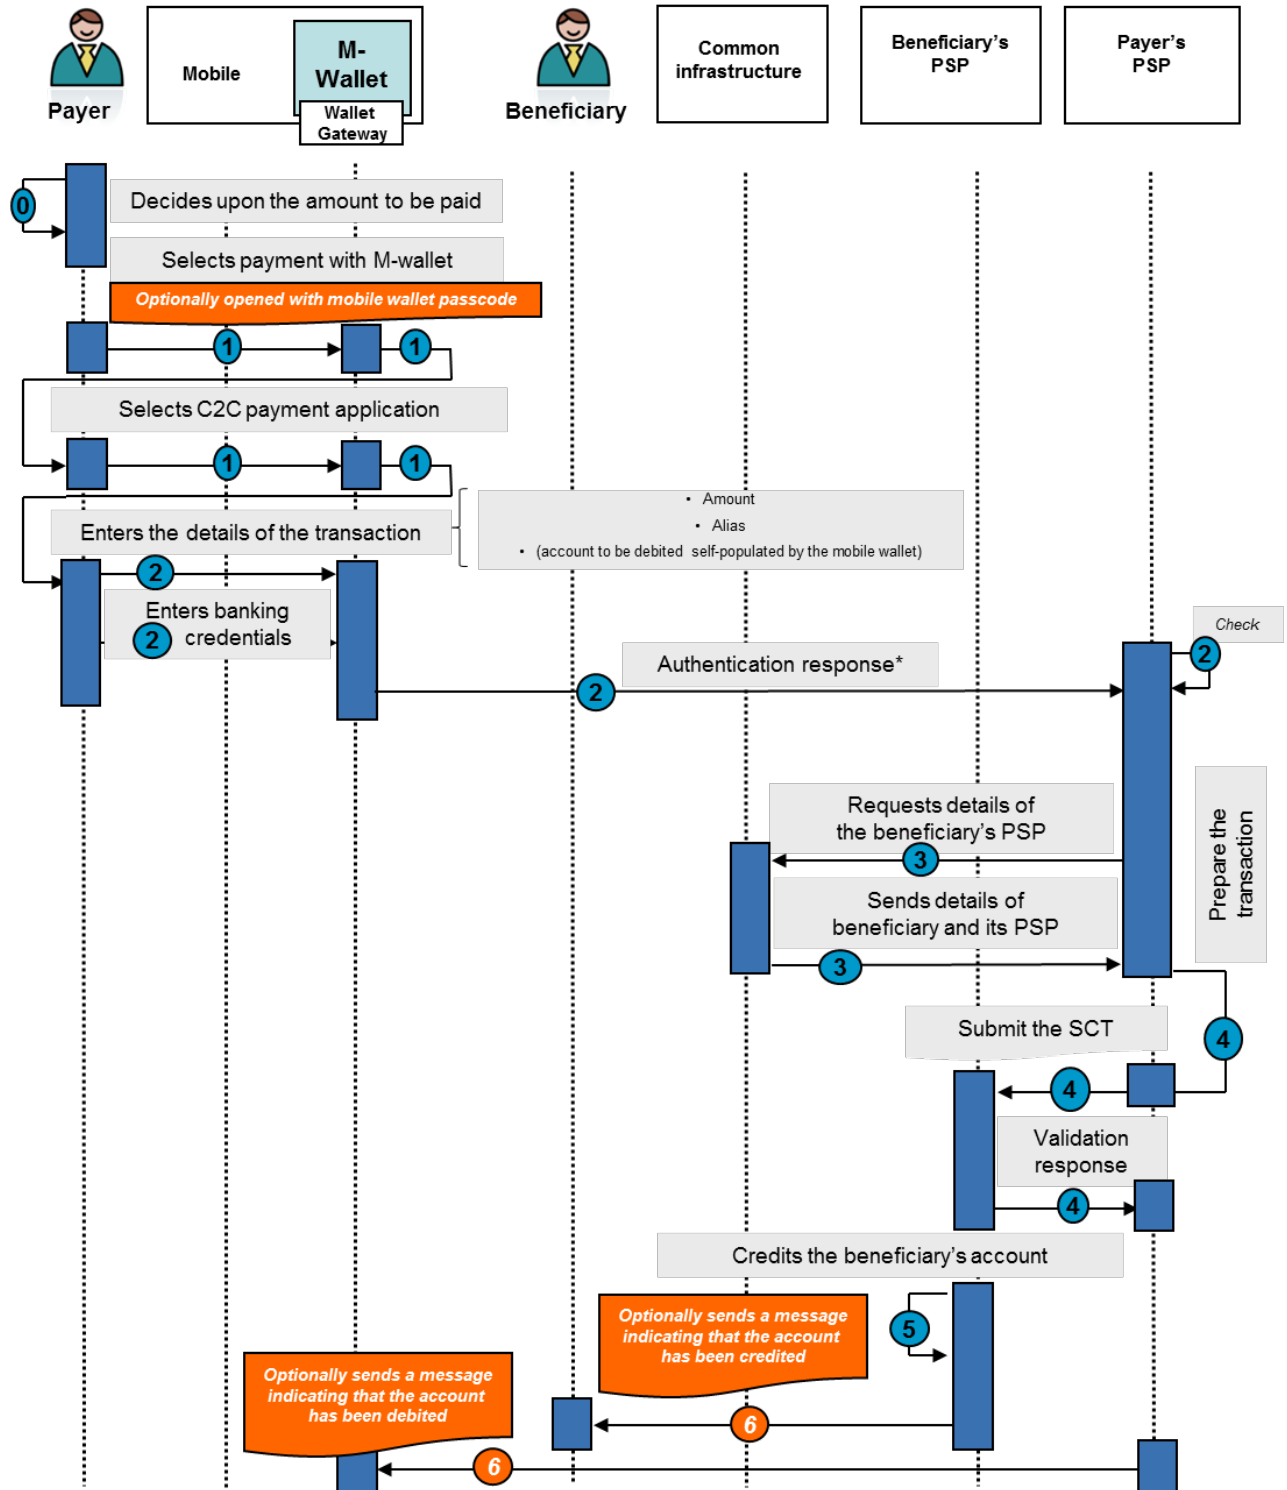 Payer
Mobile
M-
Wallet
Wallet
Gateway
Beneficiary
Common
infrastructure
Beneficiary's
PSP
Payer's
PSP
0
Decides upon the amount to be paid
Selects payment with M-wallet
Optionally opened with mobile wallet passcode
1
1
Selects C2C payment application
1
1
Enters the details of the transaction
• Amount
• Alias
• (account to be debited self-populated by the mobile wallet)
2
Enters banking
credentials
2
Check
2
Authentication response*
2
Requests details of
the beneficiary's PSP
3
Prepare the
transaction
Sends details of
beneficiary and its PSP
3
Submit the SCT
4
4
Validation
response
4
Credits the beneficiary's account
Optionally sends a message
indicating that the account
has been credited
5
Optionally sends a message
indicating that the account
has been debited
6
6